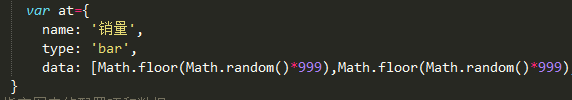 var at={
name: '销量',
type: 'bar',
data: [Math.floor(Math.random()*999),Math.floor(Math.random()*999)
}